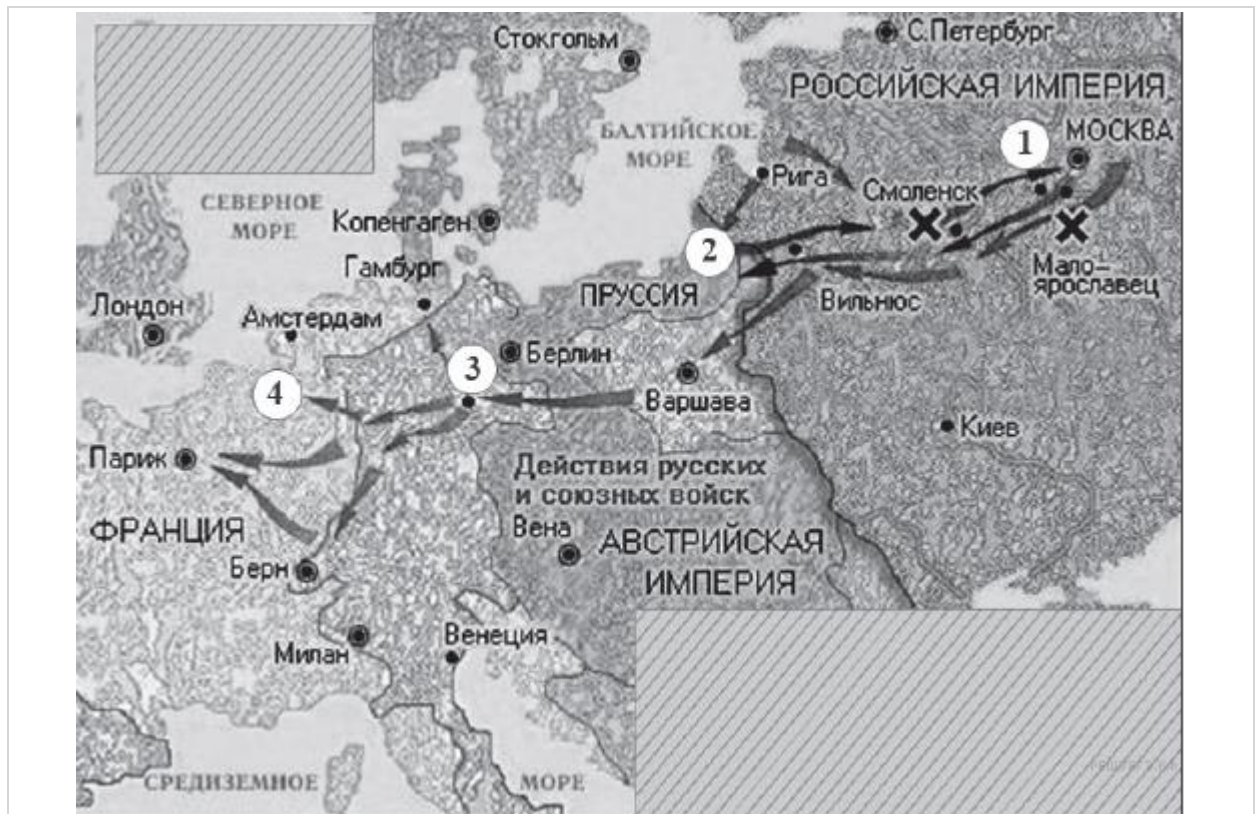 Стокгольм
С.Петербург
РОССИЙСКАЯ ИМПЕРИЯ
БАЛТИЙСКОЕ
МОРЕ
1
МОСКВА
Рига
Смоленск
СЕВЕРНОЕ
МОРЕ
Копенгаген
2
Гамбург
ПРУССИЯ
Вильнюс
Мало-
ярославец
Лондон
Амстердам
Берлин
3
4
Варшава
Киев
Париж
Действия русских
и союзных войск
ФРАНЦИЯ
Вена
АВСТРИЙСКАЯ
ИМПЕРИЯ
Берн
Милан
Венеция
СРЕДИЗЕМНОЕ
МОРЕ